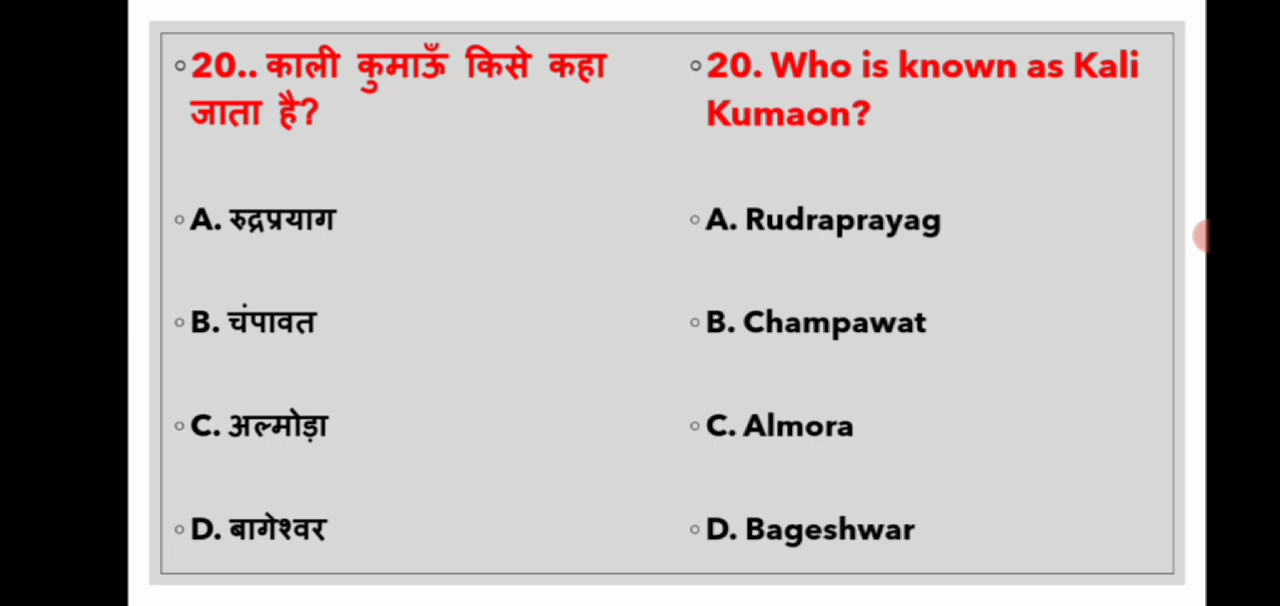 20.. काली कुमाऊँ किसे कहा
जाता है?
A. रुद्रप्रयाग
B. चंपावत
C. अल्मोड़ा
D. बागेश्वर
20. Who is known as Kali
Kumaon?
A. Rudraprayag
B. Champawat
C. Almora
D. Bageshwar